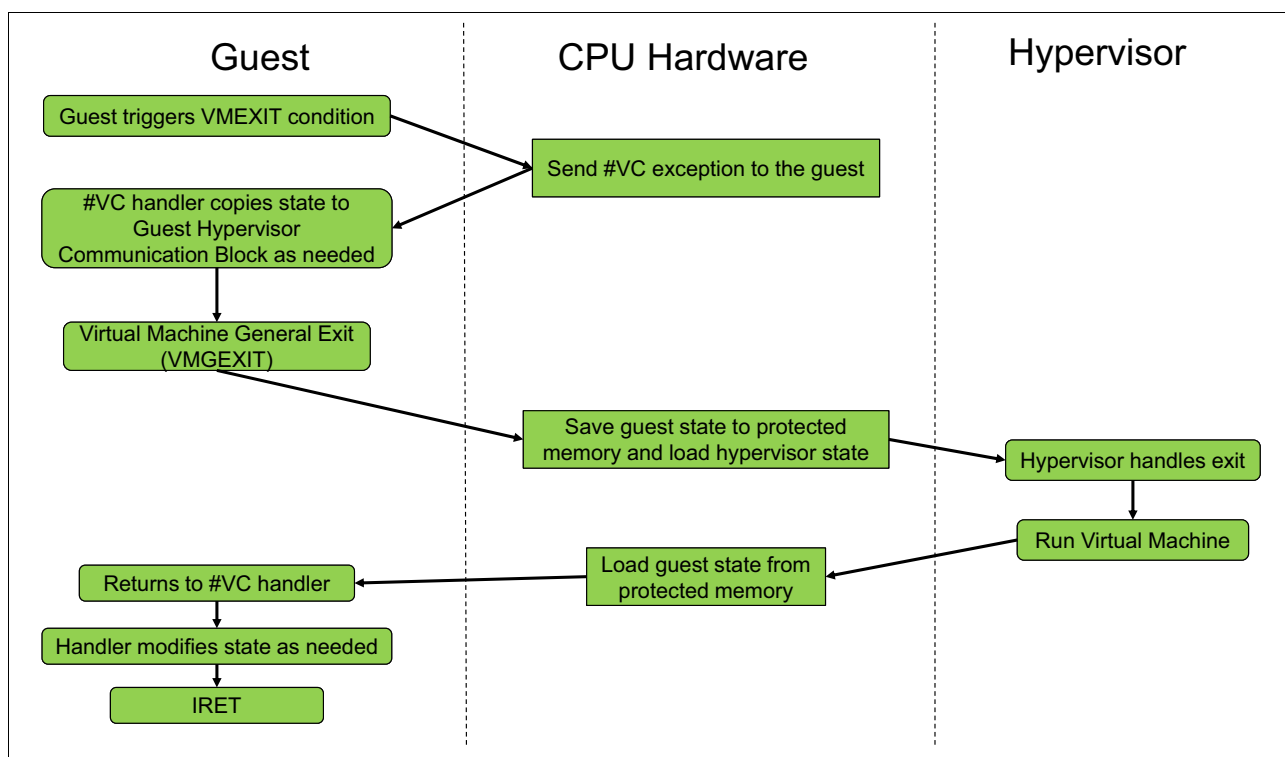 Guest
CPU Hardware
Hypervisor
Guest triggers VMEXIT condition
Send #VC exception to the guest
#VC handler copies state to
Guest Hypervisor
Communication Block as needed
Virtual Machine General Exit
(VMGEXIT)
Save guest state to protected
memory and load hypervisor state
Hypervisor handles exit
Run Virtual Machine
Load guest state from
protected memory
Returns to #VC handler
Handler modifies state as needed
IRET